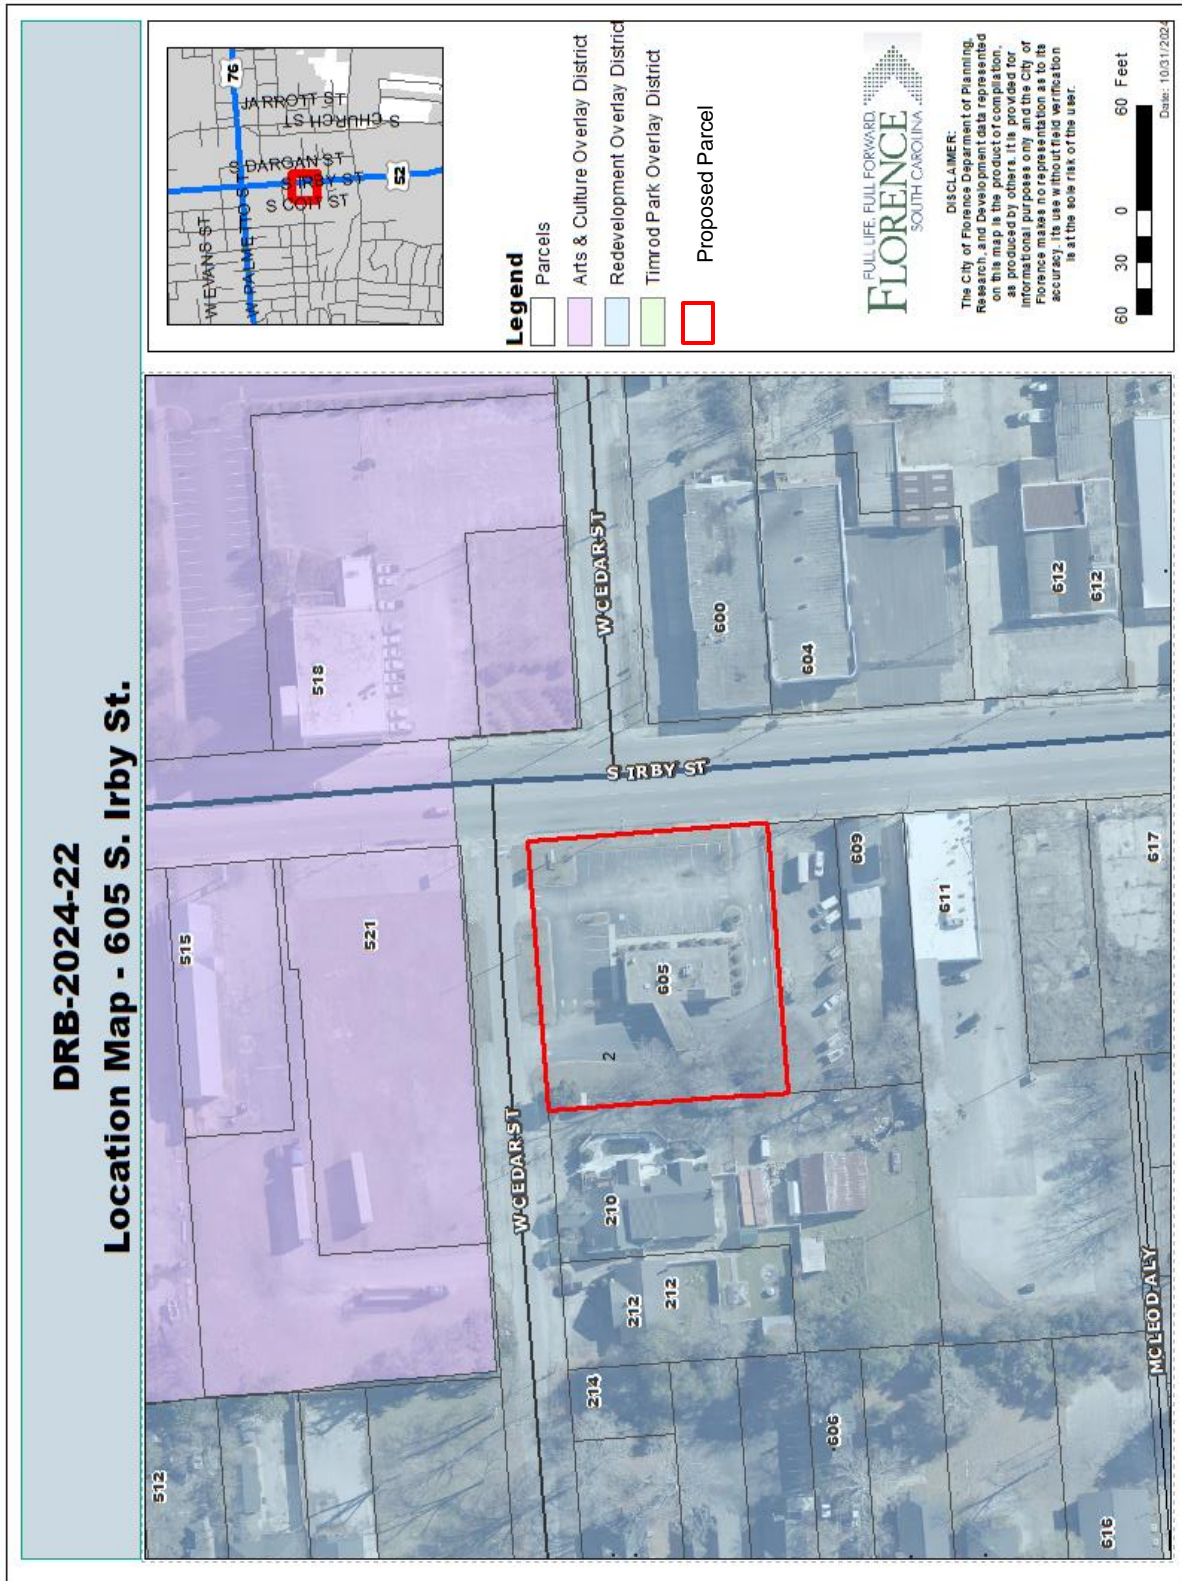 DRB-2024-22
Location Map - 605 S. Irby St.
512
515
521
518
W CEDAR ST
W CEDAR ST
S IRBY ST
214
212
212
210
2
605
600
604
606
609
611
612
612
616
617
MCLEOD ALY
W EVANS ST
W PALMETTO ST
76
JARROTT ST
S CHURCH ST
S DARGAN ST
S IRBY ST
S COIT ST
52
Legend
Parcels
Arts & Culture Overlay District
Redevelopment Overlay District
Timrod Park Overlay District
Proposed Parcel
FULL LIFE. FULL FORWARD.
FLORENCE
SOUTH CAROLINA
DISCLAIMER:
The City of Florence Deparment of Planning,
Research, and Development data represented
on this map is the product of compilation,
as produced by others. It is provided for
informational purposes only and the City of
Florence makes no representation as to its
accuracy. Its use without field verification
is at the sole risk of the user.
60 30 0 60 Feet
Date: 10/31/2024